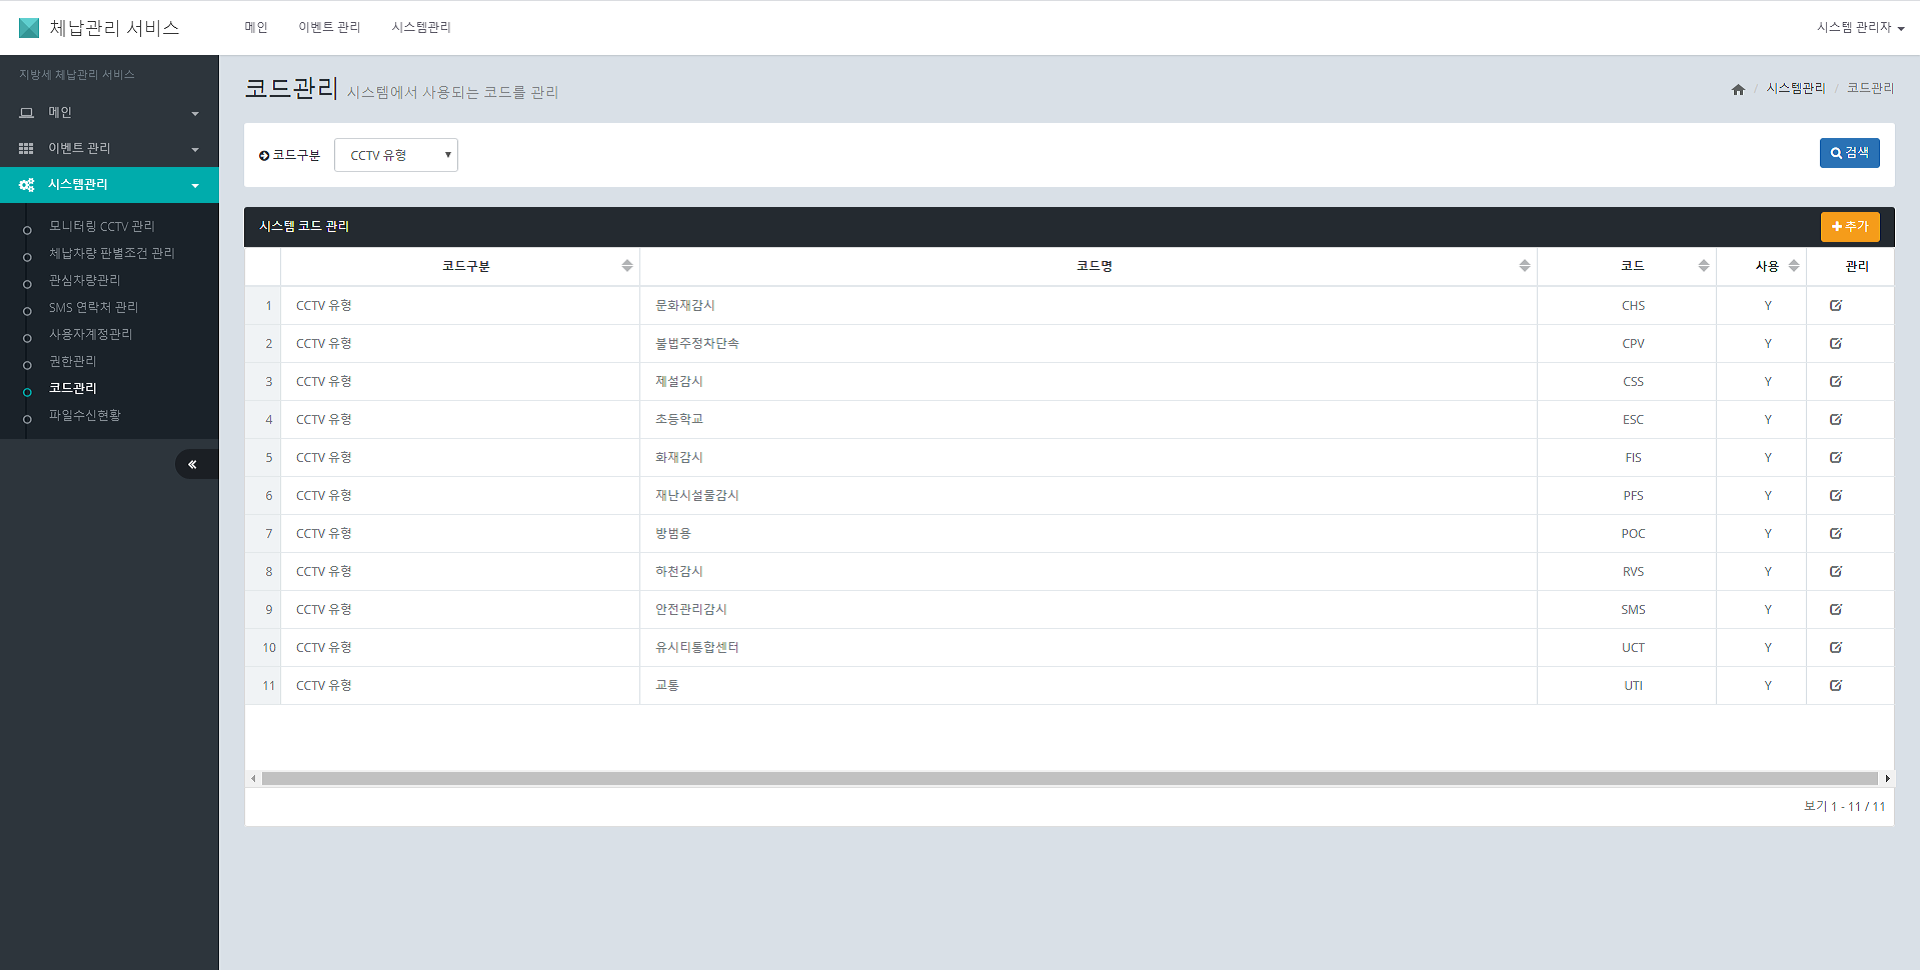 체납관리 서비스
메인 이벤트 관리 시스템관리
시스템 관리자
지방세 체납관리 서비스
메인
이벤트 관리
시스템관리
모니터링 CCTV 관리
체납차량 판별조건 관리
관심차량관리
SMS 연락처 관리
사용자계정관리
권한관리
코드관리
파일수신현황
코드관리 시스템에서 사용되는 코드를 관리
/ 시스템관리 / 코드관리
코드구분 CCTV 유형
검색
시스템 코드 관리
추가
코드구분 코드명 코드 사용 관리
1 CCTV 유형 문화재감시 CHS Y
2 CCTV 유형 불법주정차단속 CPV Y
3 CCTV 유형 제설감시 CSS Y
4 CCTV 유형 초등학교 ESC Y
5 CCTV 유형 화재감시 FIS Y
6 CCTV 유형 재난시설물감시 PFS Y
7 CCTV 유형 방범용 POC Y
8 CCTV 유형 하천감시 RVS Y
9 CCTV 유형 안전관리감시 SMS Y
10 CCTV 유형 유시티통합센터 UCT Y
11 CCTV 유형 교통 UTI Y
보기 1 - 11 / 11